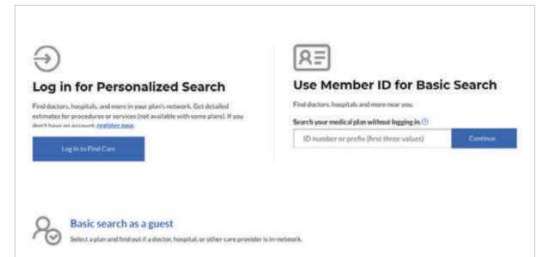 Log in for Personalized Search
Find doctors, hospitals, and more in your plan's network. Get detailed
estimates for procedures or services (not available with some plans). If you
don't have an account, register now.
Log In to Find Care
Use Member ID for Basic Search
Find doctors, hospitals and more near you.
Search your medical plan without logging in.
ID number or prefix (first three values)
Continue
Basic search as a guest
Select a plan and find out if a doctor, hospital, or other care provider is in-network.